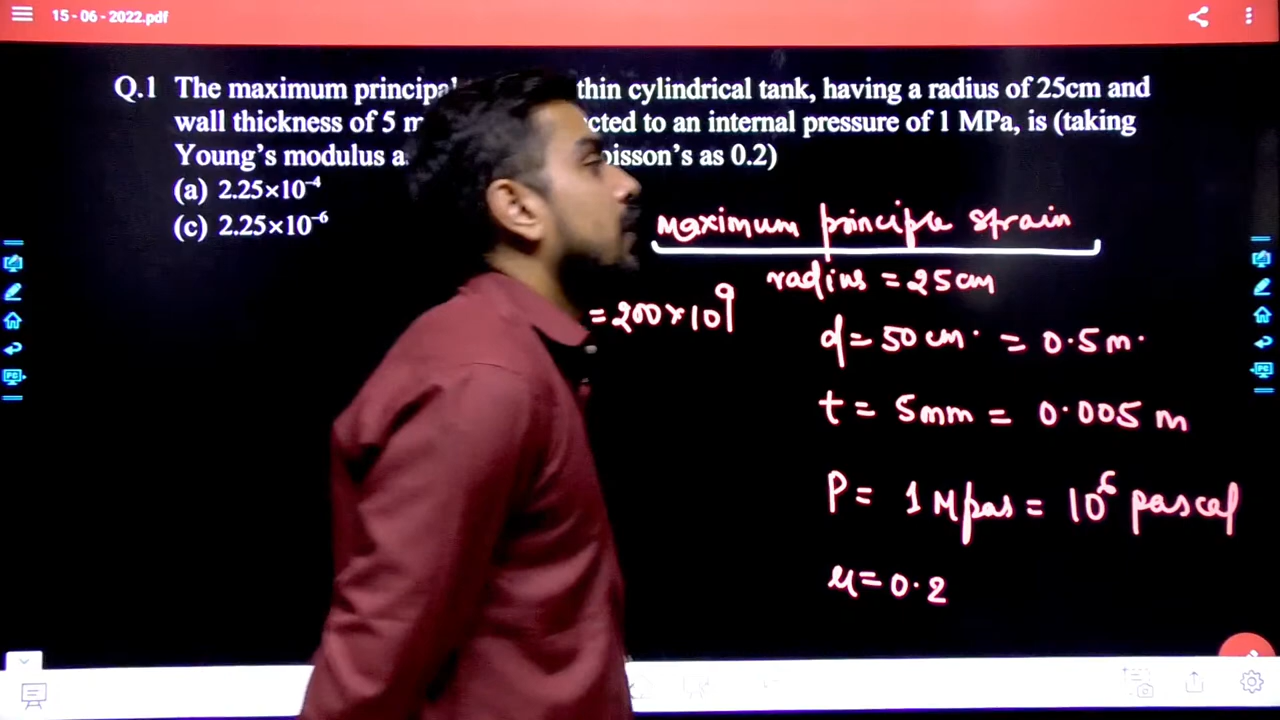 15 - 06 - 2022.pdf
Q.1 The maximum principal thin cylindrical tank, having a radius of 25cm and
wall thickness of 5 to an internal pressure of 1 MPa, is (taking
Young’s modulus as 0.2)
(a) 2.25×10⁻⁴
(c) 2.25×10⁻⁶
Maximum principle strain
radius = 25cm
= 200×10⁹
d = 50 cm. = 0.5 m.
t = 5mm = 0.005 m
P = 1 Mpas = 10⁶ pascal
μ = 0.2